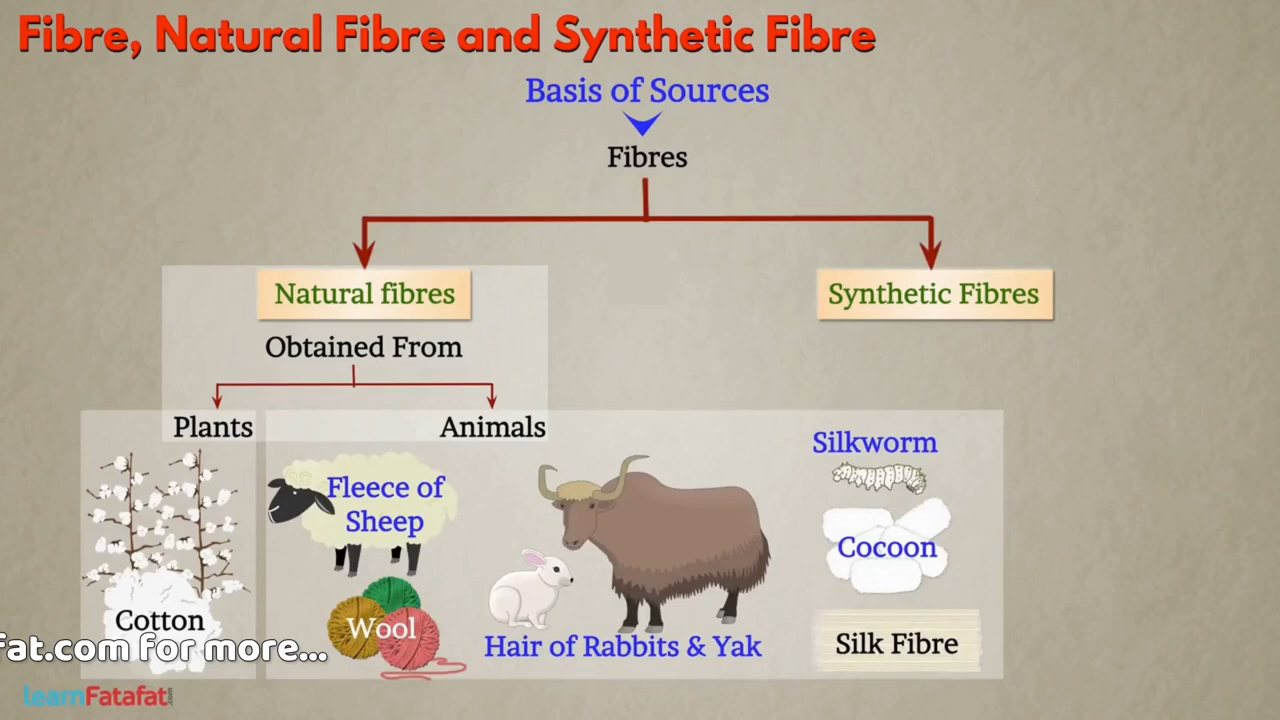 Fibre, Natural Fibre and Synthetic Fibre
Basis of Sources
Fibres
Natural fibres
Synthetic Fibres
Obtained From
Plants
Animals
Silkworm
Fleece of
Sheep
Cocoon
Cotton
Wool
Hair of Rabbits & Yak
Silk Fibre
fat.com for more...
learnFatafat.com